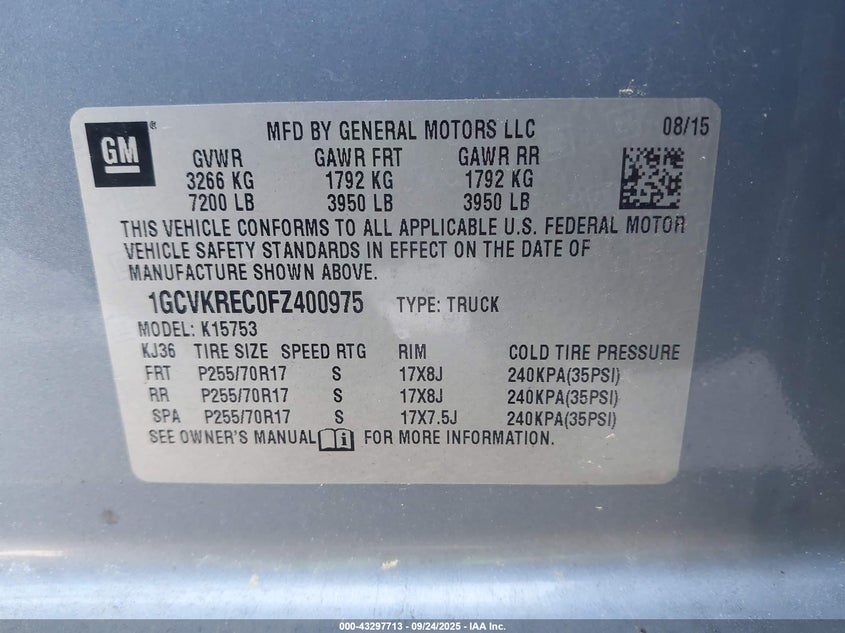 GM®
MFD BY GENERAL MOTORS LLC 08/15
GVWR GAWR FRT GAWR RR
3266 KG 1792 KG 1792 KG
7200 LB 3950 LB 3950 LB
THIS VEHICLE CONFORMS TO ALL APPLICABLE U.S. FEDERAL MOTOR
VEHICLE SAFETY STANDARDS IN EFFECT ON THE DATE OF
MANUFACTURE SHOWN ABOVE.
1GCVKREC0FZ400975 TYPE: TRUCK
MODEL: K15753
KJ36 TIRE SIZE SPEED RTG RIM COLD TIRE PRESSURE
FRT P255/70R17 S 17X8J 240KPA(35PSI)
RR P255/70R17 S 17X8J 240KPA(35PSI)
SPA P255/70R17 S 17X7.5J 240KPA(35PSI)
SEE OWNER'S MANUAL FOR MORE INFORMATION.
000-43297713 - 09/24/2025 - IAA Inc.